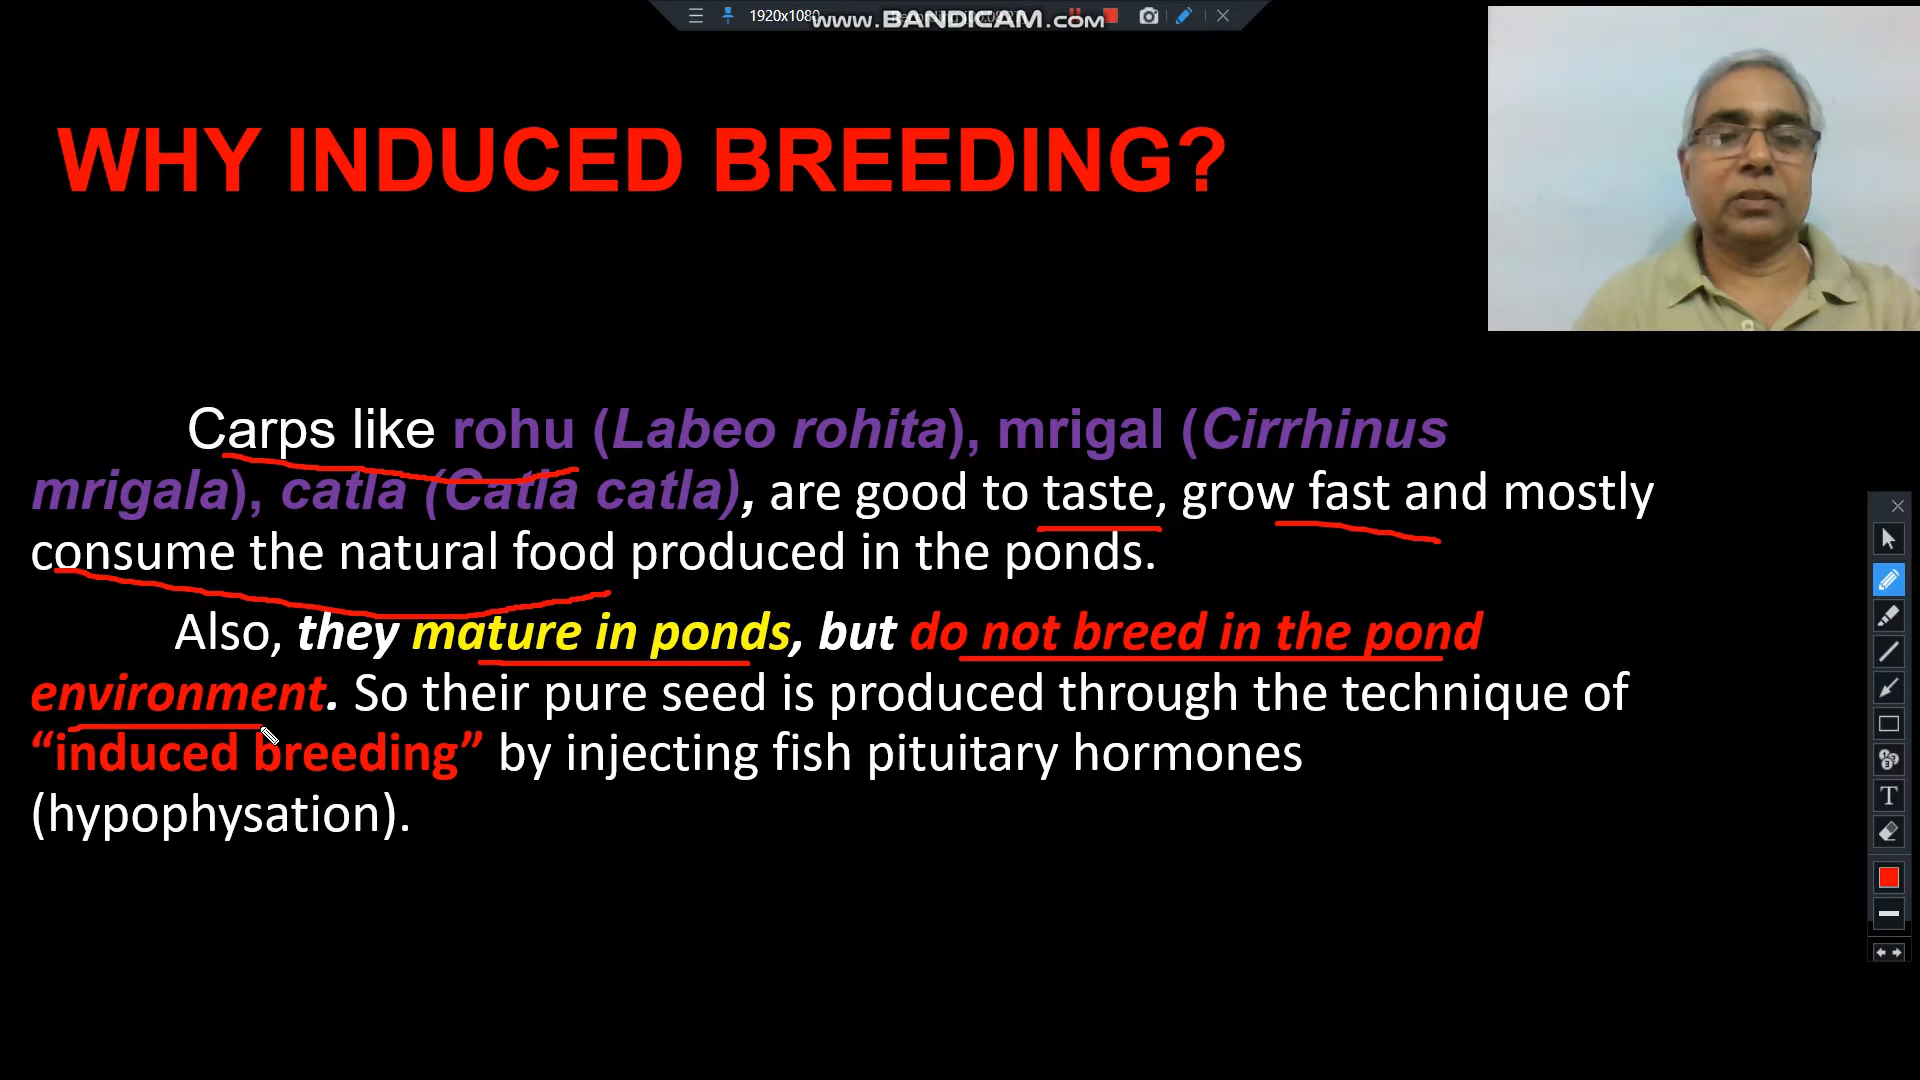 1920x1080
www.BANDICAM.com
WHY INDUCED BREEDING?
Carps like rohu (Labeo rohita), mrigal (Cirrhinus
mrigala), catla (Catla catla), are good to taste, grow fast and mostly
consume the natural food produced in the ponds.
Also, they mature in ponds, but do not breed in the pond
environment. So their pure seed is produced through the technique of
“induced breeding” by injecting fish pituitary hormones
(hypophysation).
T